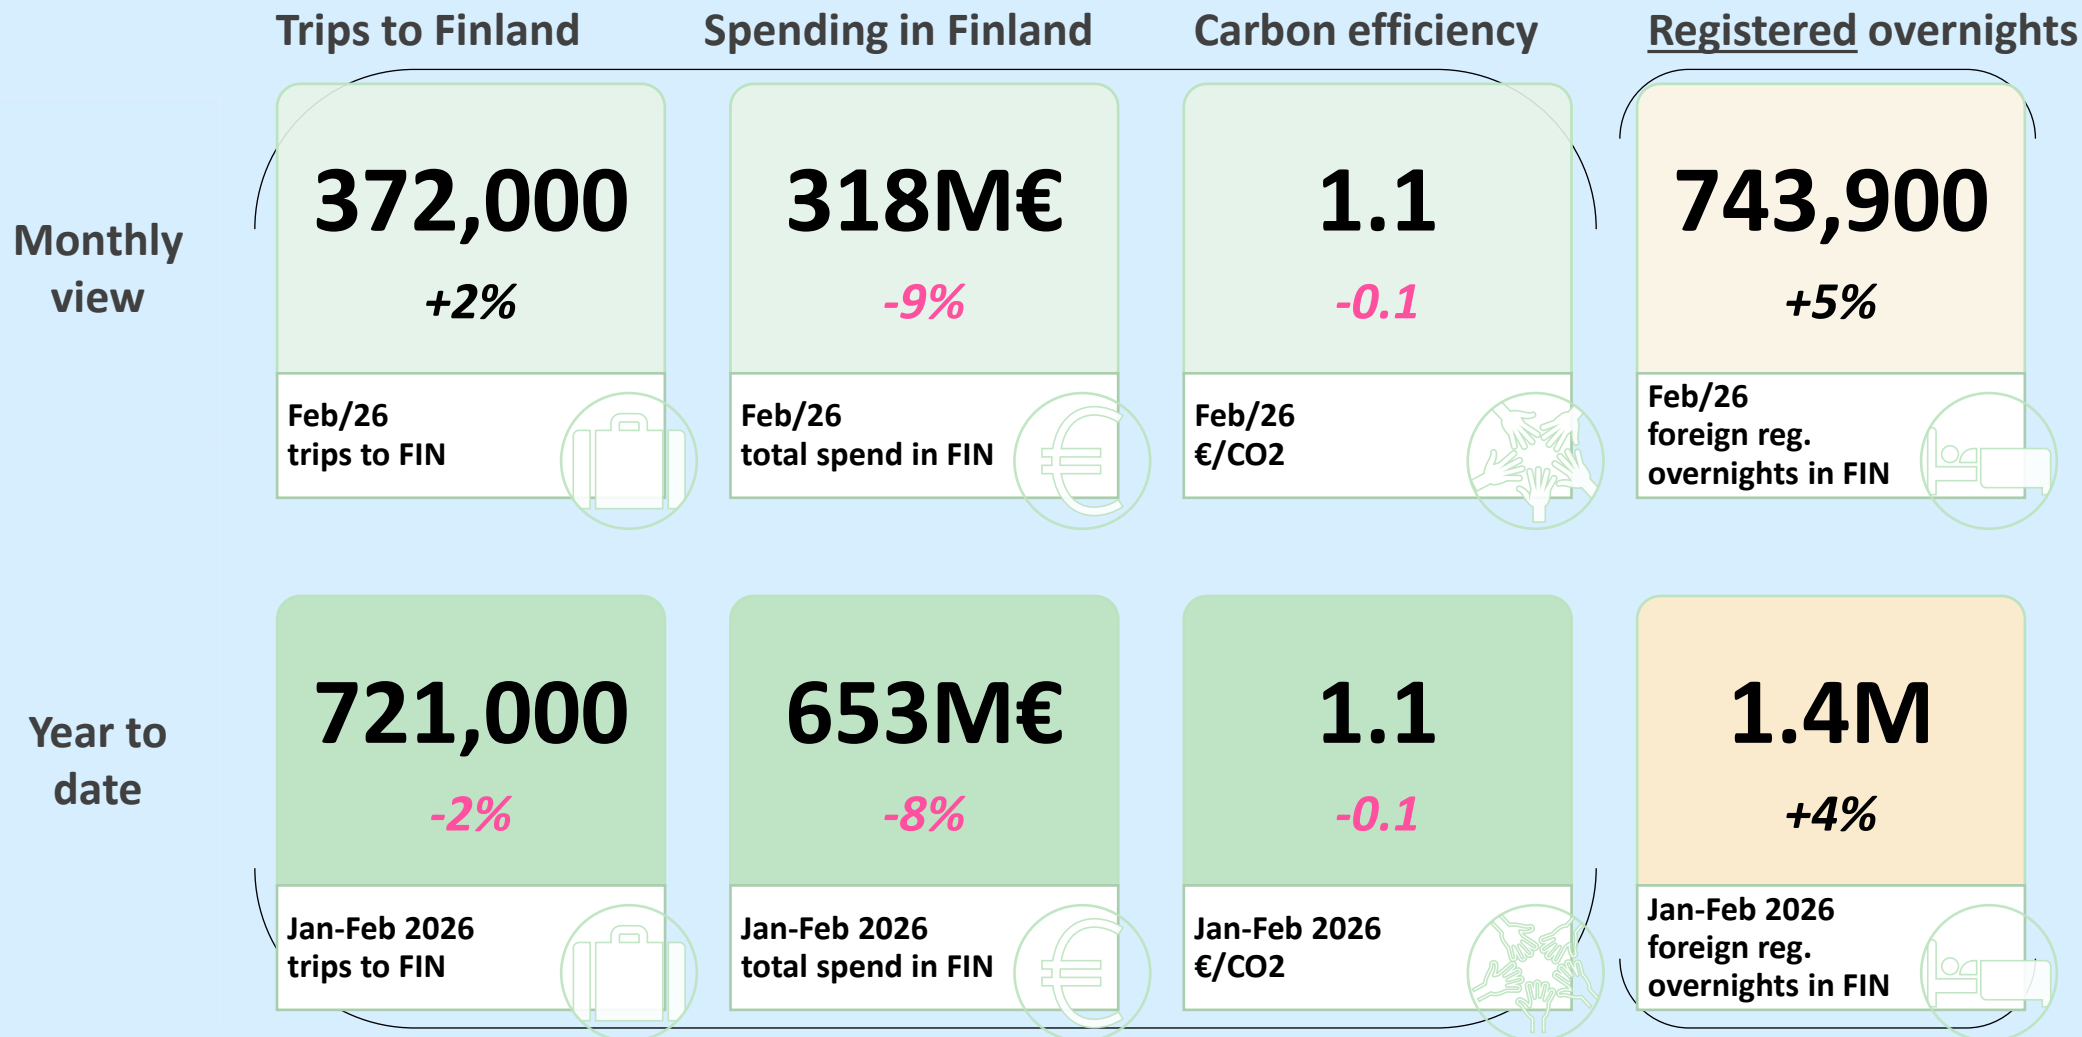 Trips to Finland
Spending in Finland
Carbon efficiency
Registered overnights
Monthly
view
372,000
+2%
Feb/26
trips to FIN
318M€
-9%
Feb/26
total spend in FIN
1.1
-0.1
Feb/26
€/CO2
743,900
+5%
Feb/26
foreign reg.
overnights in FIN
Year to
date
721,000
-2%
Jan-Feb 2026
trips to FIN
653M€
-8%
Jan-Feb 2026
total spend in FIN
1.1
-0.1
Jan-Feb 2026
€/CO2
1.4M
+4%
Jan-Feb 2026
foreign reg.
overnights in FIN